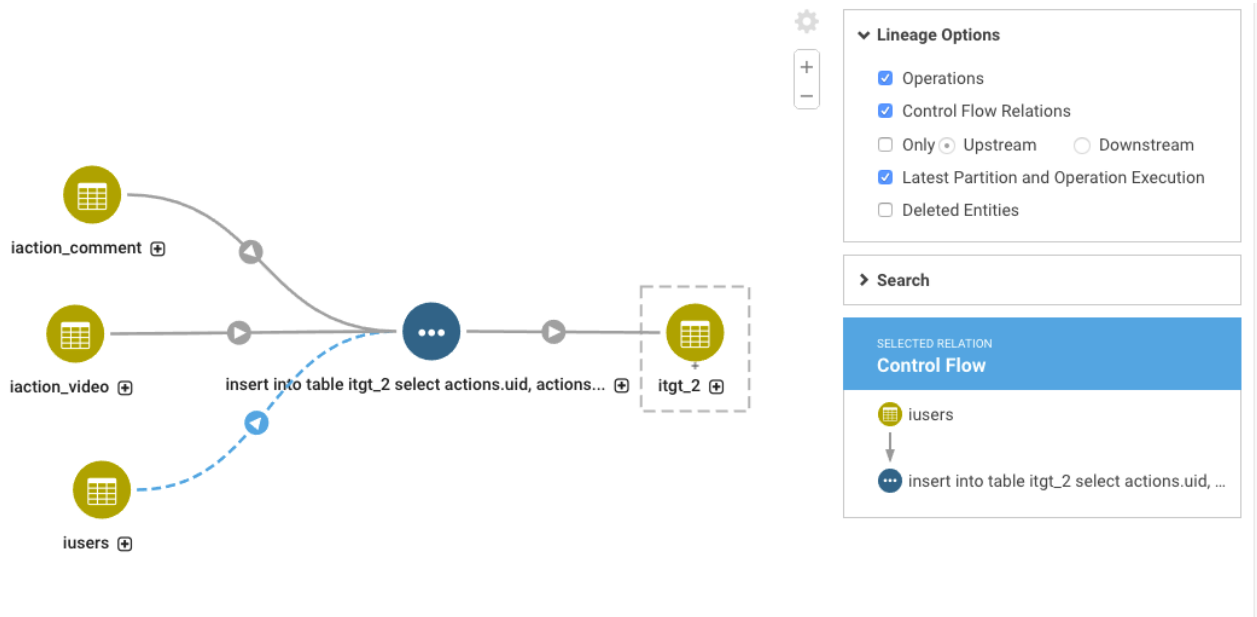 iaction_comment
iaction_video
iusers
insert into table itgt_2 select actions.uid, actions...
itgt_2
Lineage Options
Operations
Control Flow Relations
Only Upstream Downstream
Latest Partition and Operation Execution
Deleted Entities
Search
SELECTED RELATION
Control Flow
iusers
insert into table itgt_2 select actions.uid, ...